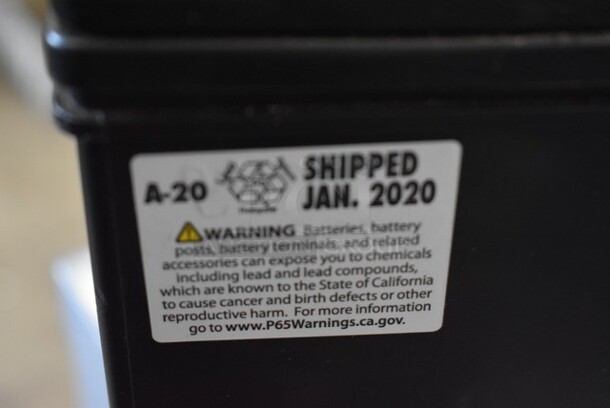 A-20 SHIPPED
JAN. 2020
WARNING Batteries, battery
posts, battery terminals, and related
accessories can expose you to chemicals
including lead and lead compounds,
which are known to the State of California
to cause cancer and birth defects or other
reproductive harm. For more information
go to www.P65Warnings.ca.gov.